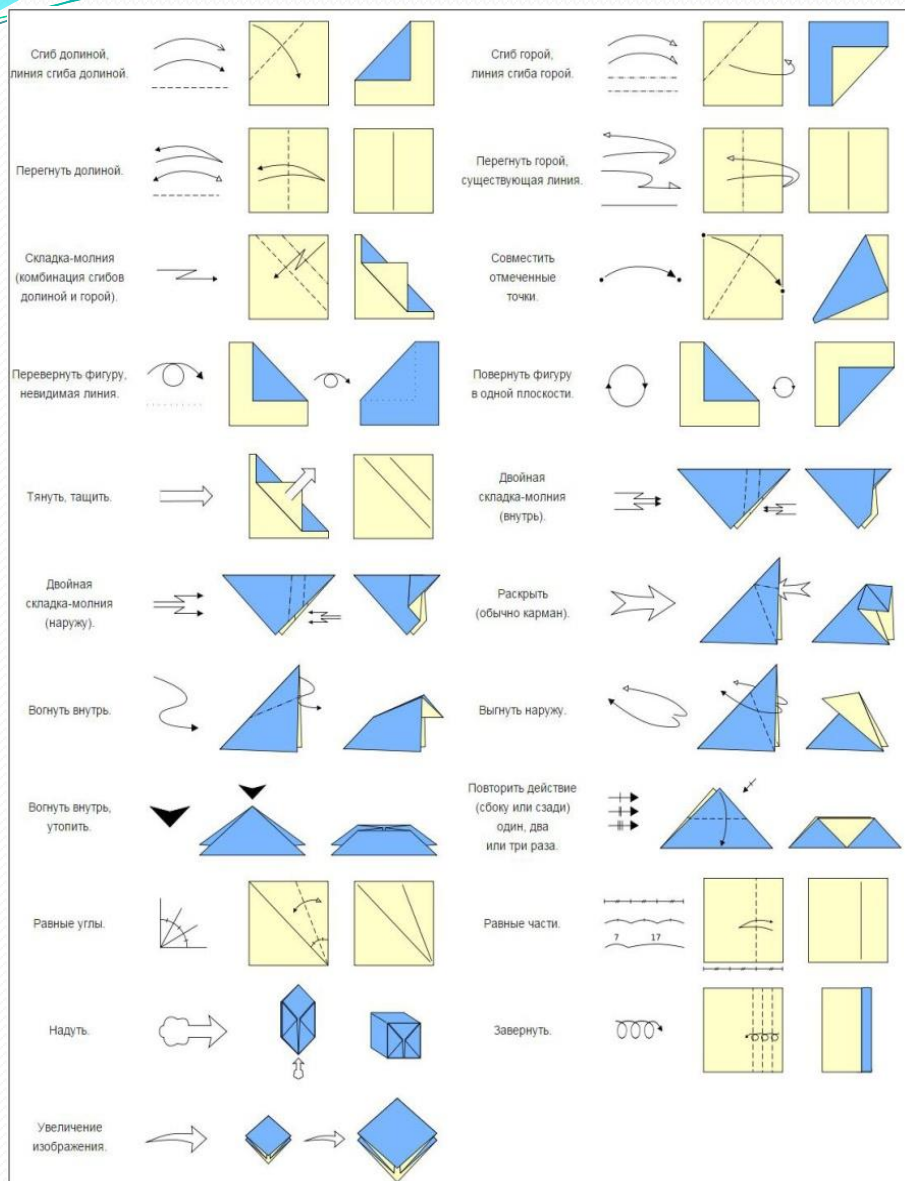 Сгиб долиной,
линия сгиба долиной.
Сгиб горой,
линия сгиба горой.
Перегнуть долиной.
Перегнуть горой,
существующая линия.
Складка-молния
(комбинация сгибов
долиной и горой).
Совместить
отмеченные
точки.
Перевернуть фигуру,
невидимая линия.
Повернуть фигуру
в одной плоскости.
Тянуть, тащить.
Двойная
складка-молния
(внутрь).
Двойная
складка-молния
(наружу).
Раскрыть
(обычно карман).
Вогнуть внутрь.
Выгнуть наружу.
Вогнуть внутрь,
утопить.
Повторить действие
(сбоку или сзади)
один, два
или три раза.
Равные углы.
Равные части.
7 17
Надуть.
Завернуть.
Увеличение
изображения.